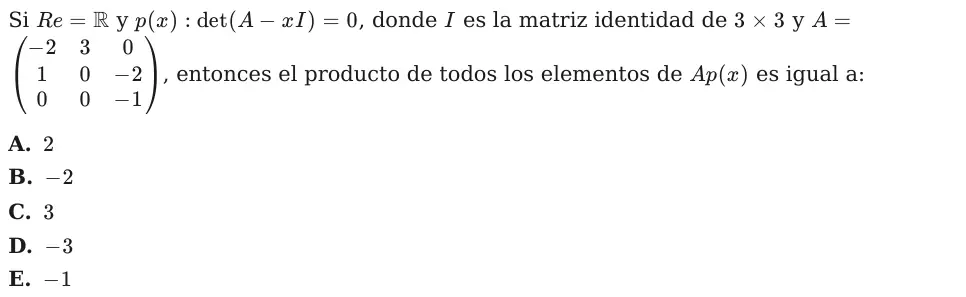 Si Re = ℝ y p(x) : det(A − xI) = 0, donde I es la matriz identidad de 3 × 3 y A =
(−2 3 0
1 0 −2
0 0 −1), entonces el producto de todos los elementos de Ap(x) es igual a:
A. 2
B. −2
C. 3
D. −3
E. −1